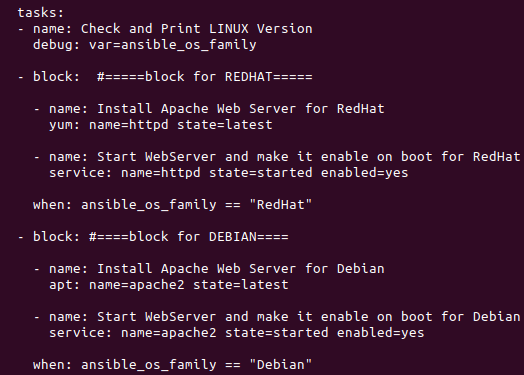 tasks:
- name: Check and Print LINUX Version
  debug: var=ansible_os_family

- block:  #=====block for REDHAT=====

  - name: Install Apache Web Server for RedHat
    yum: name=httpd state=latest

  - name: Start WebServer and make it enable on boot for RedHat
    service: name=httpd state=started enabled=yes

  when: ansible_os_family == "RedHat"

- block: #====block for DEBIAN====

  - name: Install Apache Web Server for Debian
    apt: name=apache2 state=latest

  - name: Start WebServer and make it enable on boot for Debian
    service: name=apache2 state=started enabled=yes

  when: ansible_os_family == "Debian"